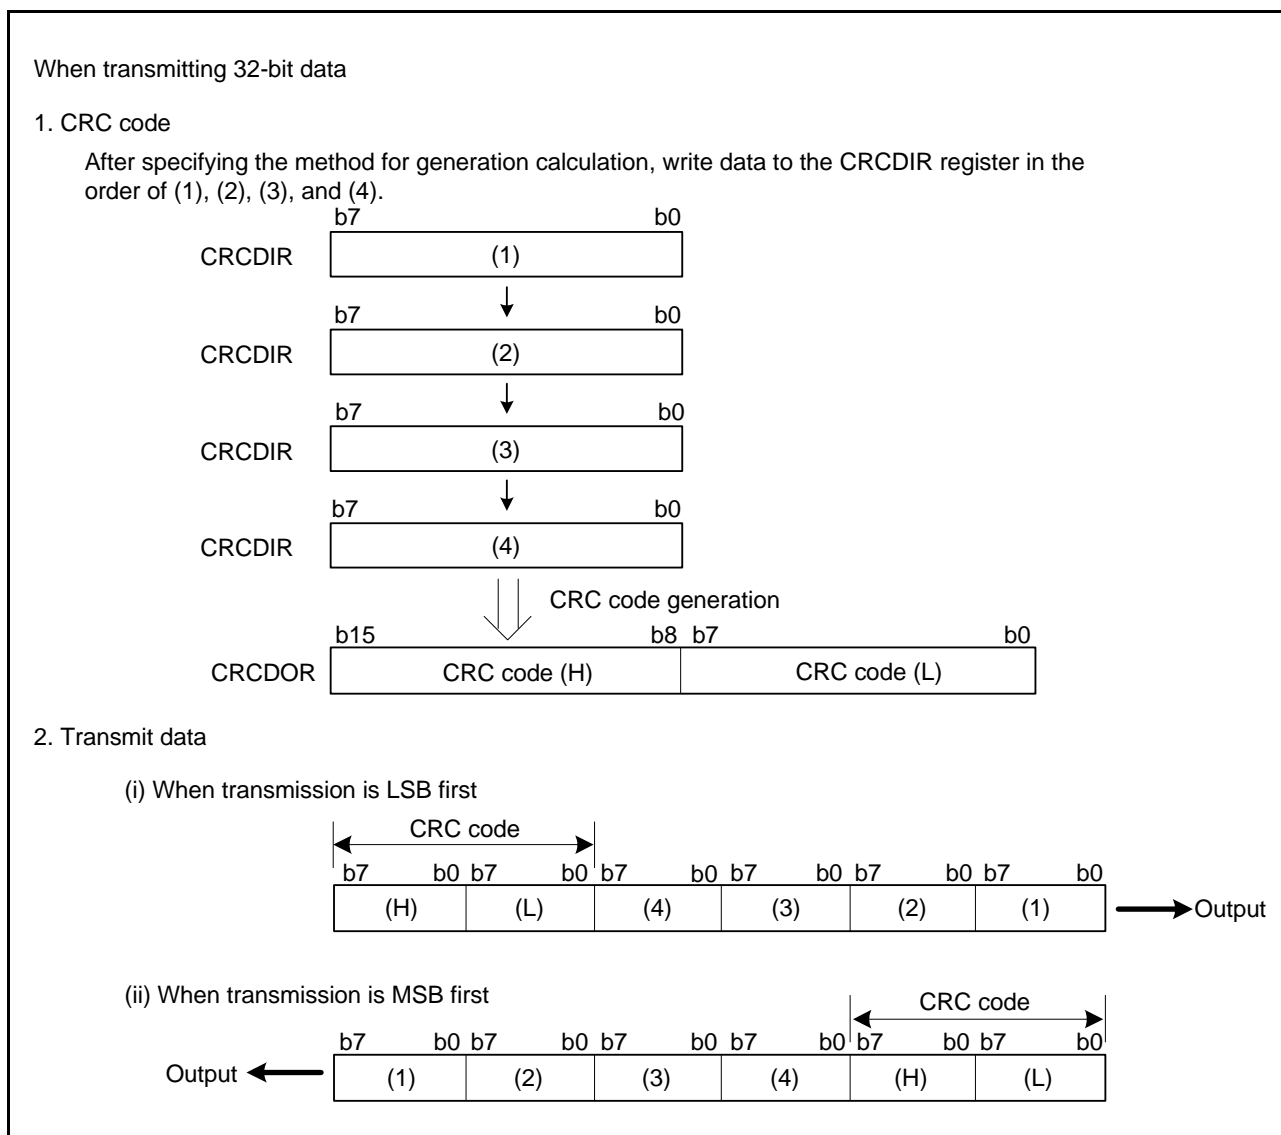 When transmitting 32-bit data
1. CRC code
After specifying the method for generation calculation, write data to the CRCDIR register in the
order of (1), (2), (3), and (4).
b7 b0
CRCDIR (1)
b7 b0
CRCDIR (2)
b7 b0
CRCDIR (3)
b7 b0
CRCDIR (4)
CRC code generation
b15 b8 b7 b0
CRCDOR CRC code (H) CRC code (L)
2. Transmit data
(i) When transmission is LSB first
CRC code
b7 b0 b7 b0 b7 b0 b7 b0 b7 b0 b7 b0
(H) (L) (4) (3) (2) (1) Output
(ii) When transmission is MSB first
CRC code
b7 b0 b7 b0 b7 b0 b7 b0 b7 b0 b7 b0
Output (1) (2) (3) (4) (H) (L)